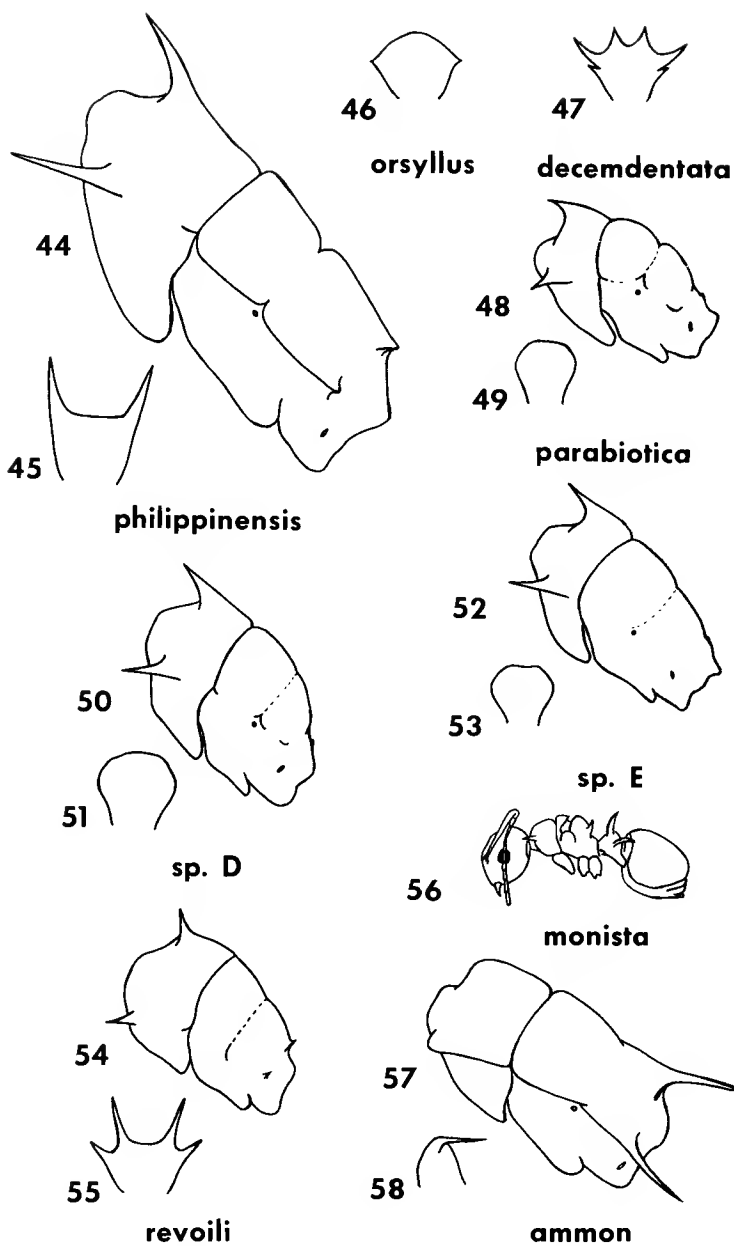 46
47
orsyllus
decemdentata
44
48
49
45
parabiotica
philippinensis
52
50
53
51
sp. E
sp. D
56
monista
54
57
58
55
revoili
ammon